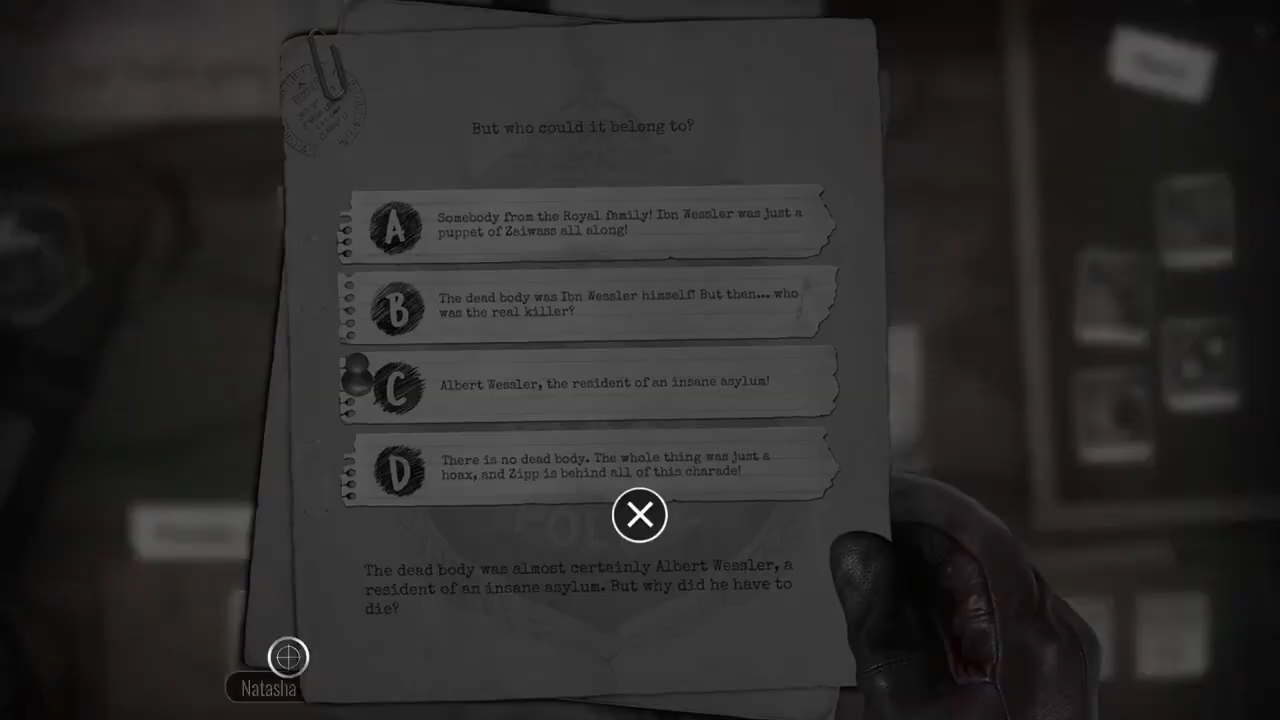 But who could it belong to?
A
Somebody from the Royal family! Ibn Wessler was just a
puppet of Zaiwass all along!
B
The dead body was Ibn Wessler himself! But then... who
was the real killer?
C
Albert Wessler, the resident of an insane asylum!
D
There is no dead body. The whole thing was just a
hoax, and Zipp is behind all of this charade!
The dead body was almost certainly Albert Wessler, a
resident of an insane asylum. But why did he have to
die?
Natasha